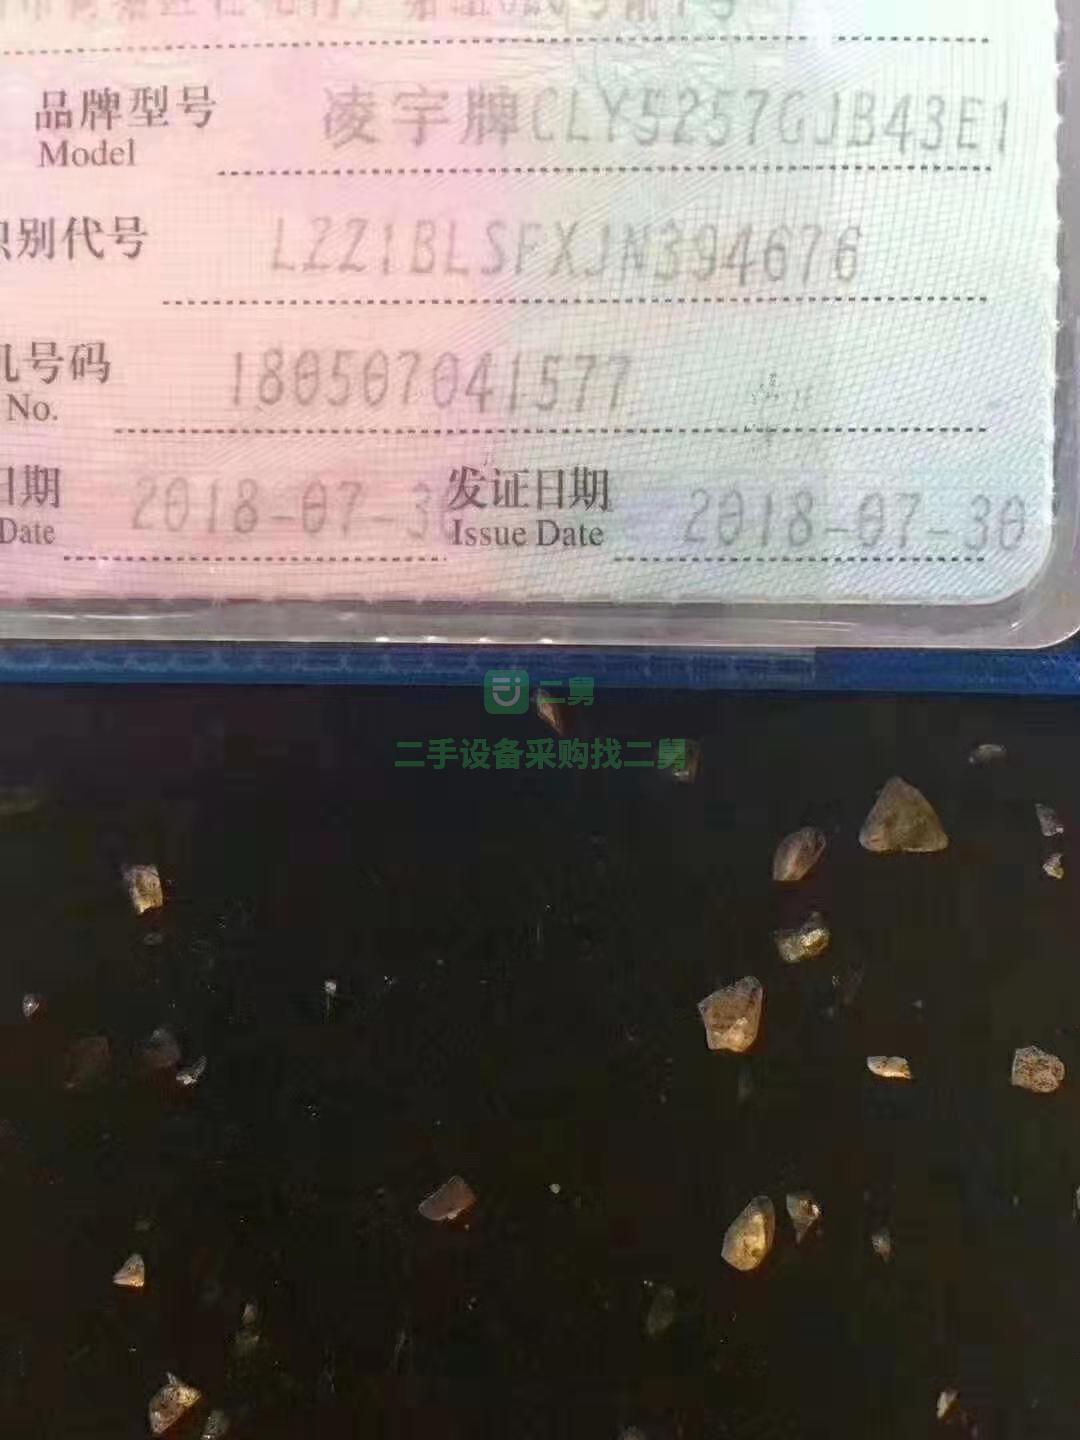 品牌型号 凌宇牌CLY5257GJB43E1
Model
识别代号 LZZ1BLSFXJN394676
机号码 180507041577
No.
日期 2018-07-30 发证日期 2018-07-30
Date Issue Date
二舅
二手设备采购找二舅